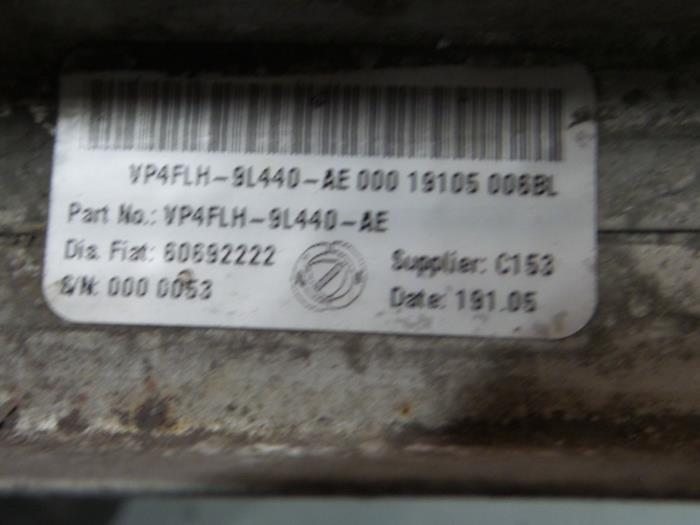 VP4FLH-9L440-AE 000 19105 006BL
Part No.: VP4FLH-9L440-AE
Dis. Fiat: 60692222
Supplier: C153
S/N: 000 0053
Date: 191.05